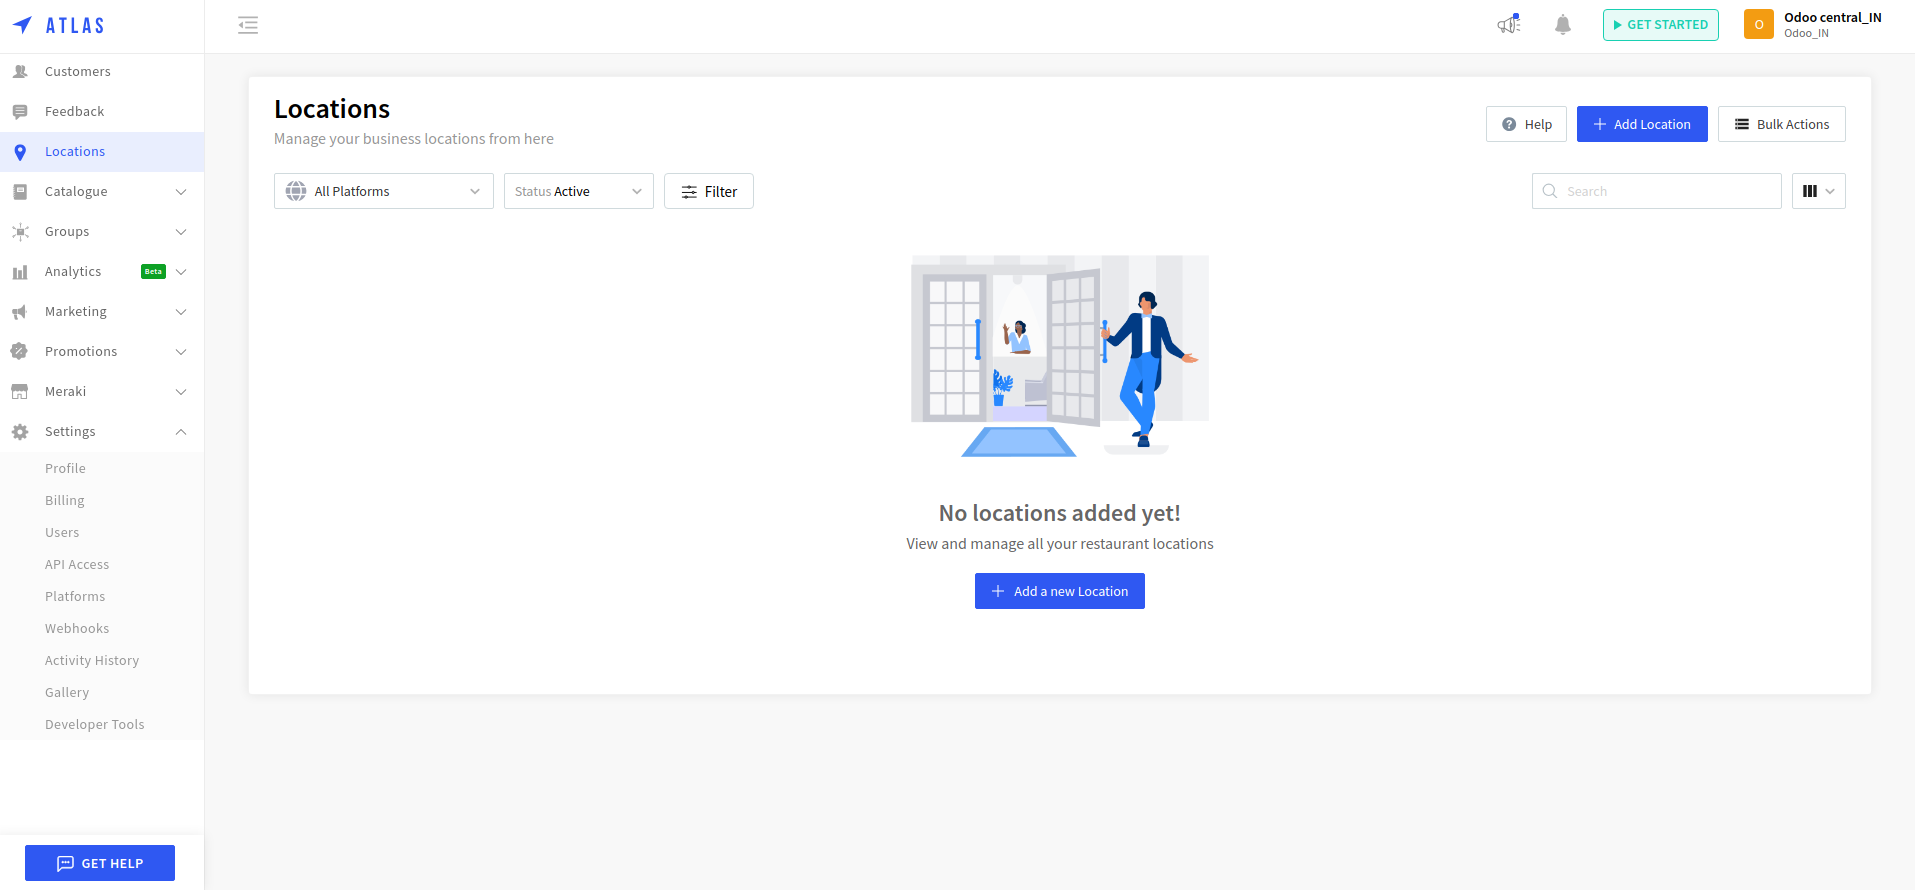 ATLAS
GET STARTED
O
Odoo central_IN
Odoo_IN
Customers
Feedback
Locations
Catalogue
Groups
Analytics Beta
Marketing
Promotions
Meraki
Settings
Profile
Billing
Users
API Access
Platforms
Webhooks
Activity History
Gallery
Developer Tools
GET HELP
Locations
Manage your business locations from here
Help
Add Location
Bulk Actions
All Platforms
Status Active
Filter
Search
No locations added yet!
View and manage all your restaurant locations
Add a new Location